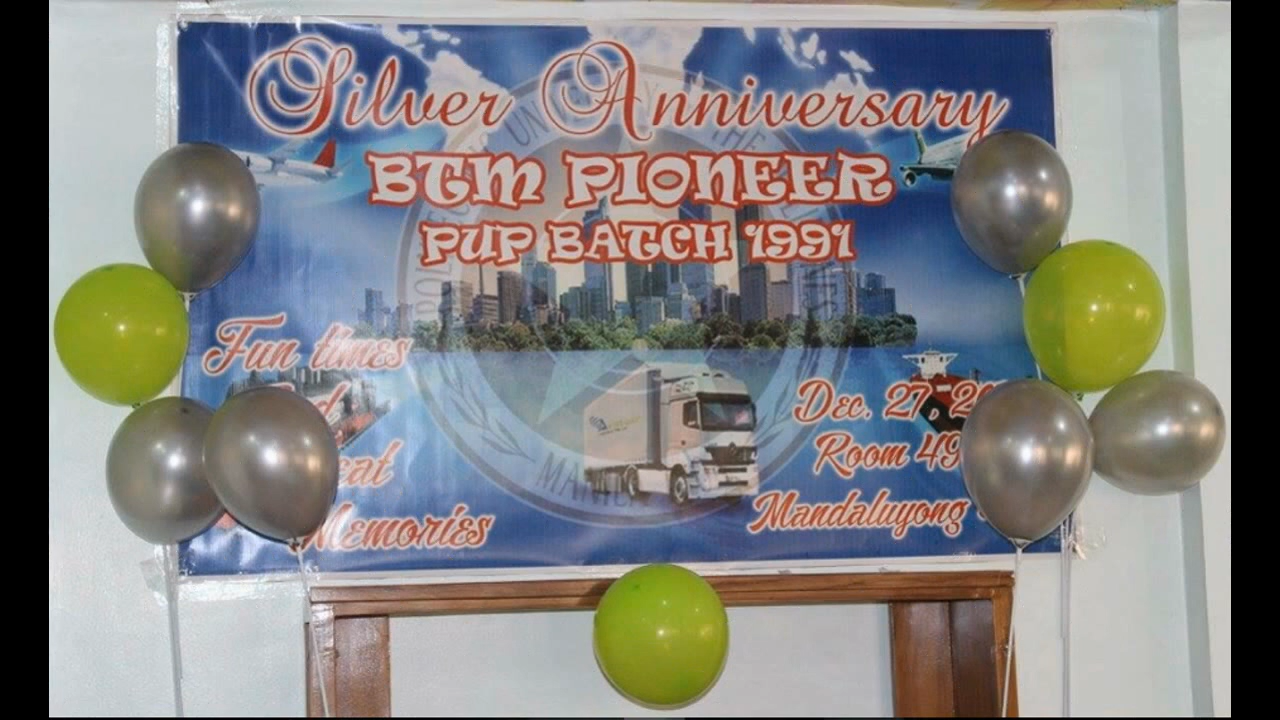 Silver Anniversary
BTM PIONEER
PUP BATCH 1991
Fun times
Memories
Dec. 27,
Room
Mandaluyong